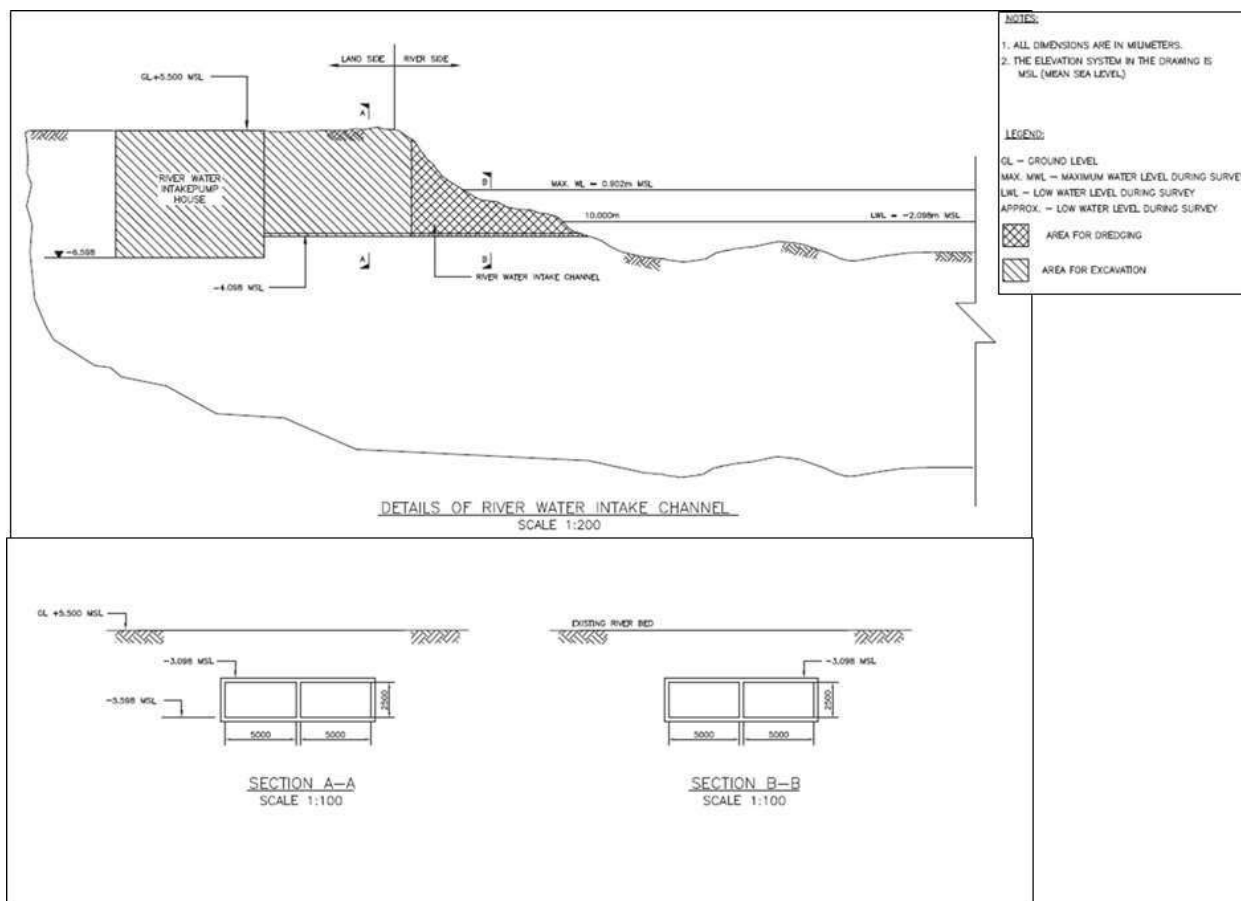 LAND SIDE
RIVER SIDE
GL+5.500 MSL
A
B
MAX. WL = 0.902m MSL
RIVER WATER
INTAKEPUMP
HOUSE
10.000m
LWL = -2.098m MSL
-6.598
A
B
RIVER WATER INTAKE CHANNEL
-4.098 MSL
DETAILS OF RIVER WATER INTAKE CHANNEL
SCALE 1:200
NOTES:
1. ALL DIMENSIONS ARE IN MILIMETERS.
2. THE ELEVATION SYSTEM IN THE DRAWING IS
MSL (MEAN SEA LEVEL)
LEGEND:
GL – GROUND LEVEL
MAX. MWL – MAXIMUM WATER LEVEL DURING SURVEY
LWL – LOW WATER LEVEL DURING SURVEY
APPROX. – LOW WATER LEVEL DURING SURVEY
AREA FOR DREDGING
AREA FOR EXCAVATION
GL +5.500 MSL
-3.098 MSL
-5.598 MSL
2500
5000
5000
SECTION A-A
SCALE 1:100
EXISTING RIVER BED
-3.098 MSL
2500
5000
5000
SECTION B-B
SCALE 1:100